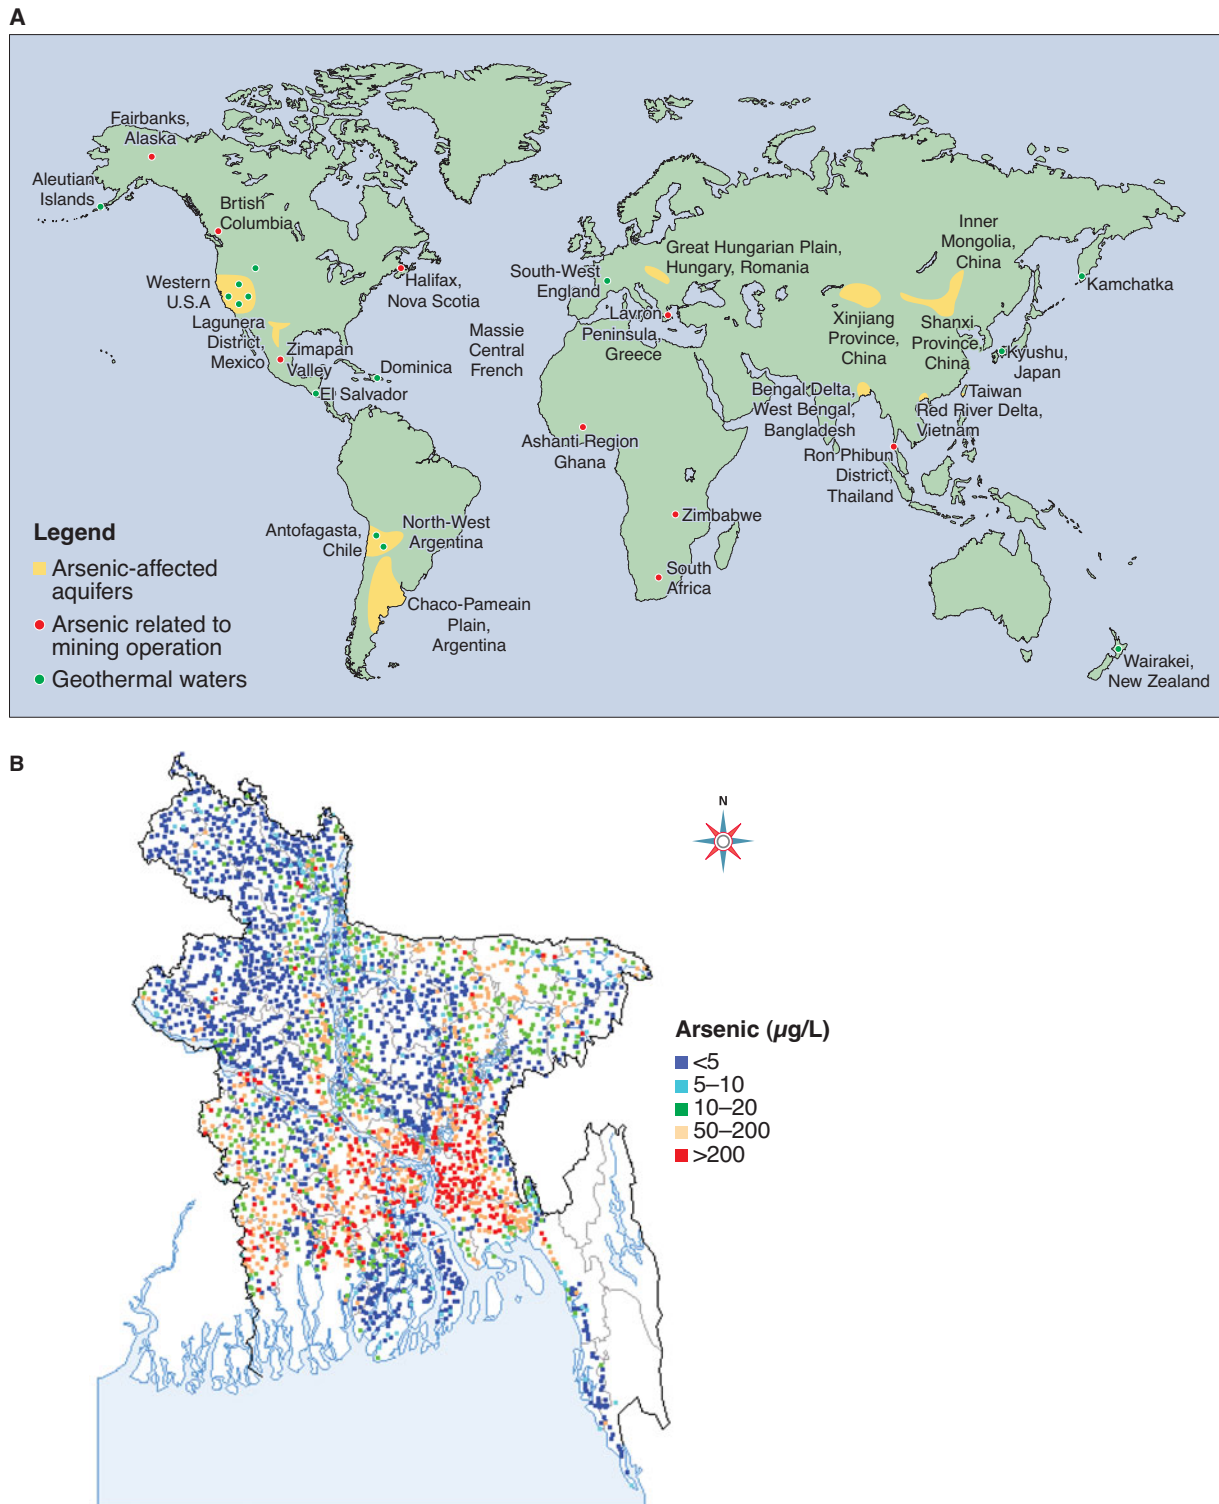 A
Fairbanks,
Alaska
Aleutian
Islands
Brtish
Columbia
Western
U.S.A
Halifax,
Nova Scotia
Lagunera
District,
Mexico
Zimapan
Valley
Dominica
El Salvador
Massie
Central
French
South-West
England
Great Hungarian Plain,
Hungary, Romania
Lavron
Peninsula,
Greece
Inner
Mongolia,
China
Kamchatka
Xinjiang
Province,
China
Shanxi
Province,
China
Kyushu,
Japan
Taiwan
Bengal Delta,
West Bengal,
Bangladesh
Red River Delta,
Vietnam
Ron Phibun
District,
Thailand
Ashanti Region
Ghana
Zimbabwe
South
Africa
Antofagasta,
Chile
North-West
Argentina
Chaco-Pameain
Plain,
Argentina
Wairakei,
New Zealand
Legend
Arsenic-affected
aquifers
Arsenic related to
mining operation
Geothermal waters
B
N
Arsenic (µg/L)
<5
5–10
10–20
50–200
>200